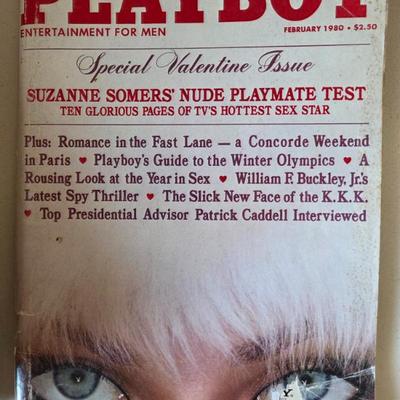 PLAYBOY
ENTERTAINMENT FOR MEN
FEBRUARY 1980 • $2.50
Special Valentine Issue
SUZANNE SOMERS' NUDE PLAYMATE TEST
TEN GLORIOUS PAGES OF TV'S HOTTEST SEX STAR
Plus: Romance in the Fast Lane — a Concorde Weekend
in Paris ♥ Playboy's Guide to the Winter Olympics ♥ A
Rousing Look at the Year in Sex ♥ William F. Buckley, Jr.'s
Latest Spy Thriller ♥ The Slick New Face of the K.K.K.
♥ Top Presidential Advisor Patrick Caddell Interviewed